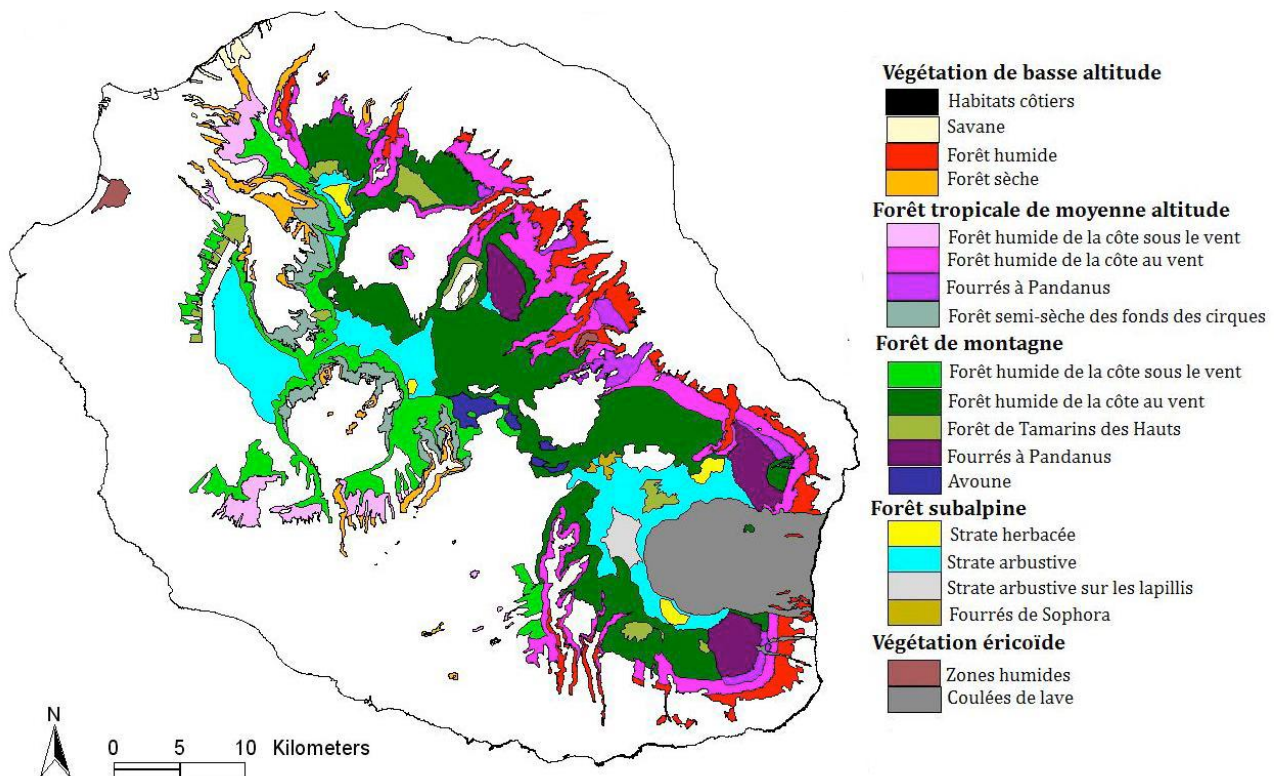 Végétation de basse altitude
Habitats côtiers
Savane
Forêt humide
Forêt sèche
Forêt tropicale de moyenne altitude
Forêt humide de la côte sous le vent
Forêt humide de la côte au vent
Fourrés à Pandanus
Forêt semi-sèche des fonds des cirques
Forêt de montagne
Forêt humide de la côte sous le vent
Forêt humide de la côte au vent
Forêt de Tamarins des Hauts
Fourrés à Pandanus
Avoune
Forêt subalpine
Strate herbacée
Strate arbustive
Strate arbustive sur les lapillis
Fourrés de Sophora
Végétation éricoïde
Zones humides
Coulées de lave
N
0 5 10 Kilometers